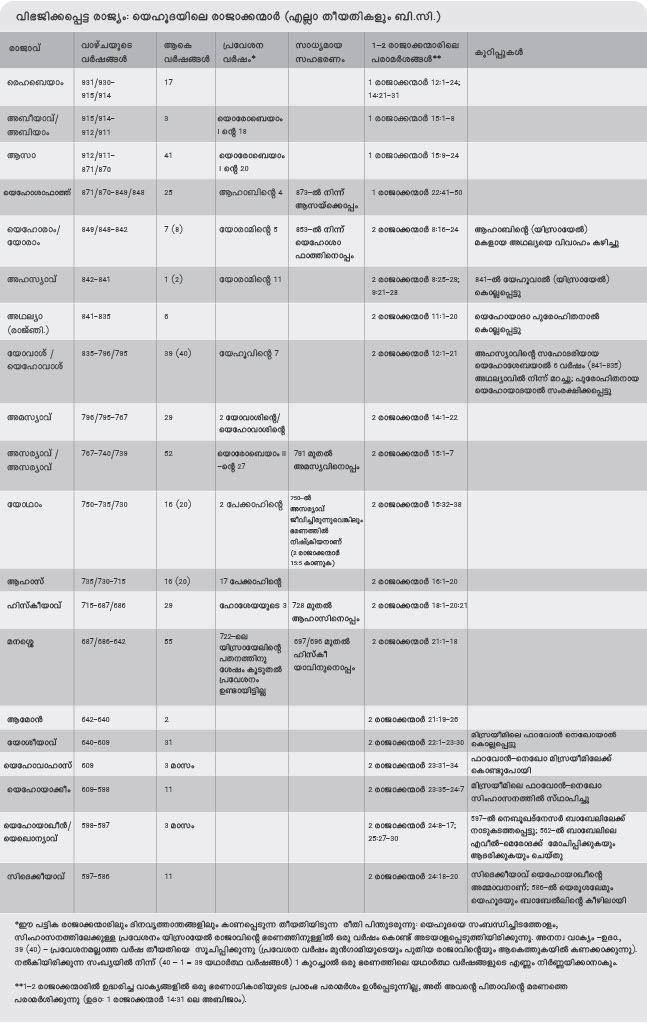 വിഭജിക്കപ്പെട്ട രാജ്യം: യെഹൂദയിലെ രാജാക്കന്മാർ (എല്ലാ തീയതികളും ബി.സി.)
രാജാവ് വാഴ്ചയുടെ വർഷങ്ങൾ ആകെ വർഷങ്ങൾ പ്രവേശന വർഷം* സാധ്യമായ സഹഭരണം 1-2 രാജാക്കന്മാരിലെ പരാമർശങ്ങൾ** കുറിപ്പുകൾ
രെഹബെയാം 931/930- 17 1 രാജാക്കന്മാർ 12:1-24;
915/914 14:21-31
അബീയാവ്/ 915/914- 3 യൊരോബെയാം 1 രാജാക്കന്മാർ 15:1-8
അബിയാം 912/911 I ന്റെ 18
ആസാ 912/911- 41 യൊരോബെയാം 1 രാജാക്കന്മാർ 15:9-24
871/870 I ന്റെ 20
യെഹോശാഫാത്ത് 871/870-849/848 25 ആഹാബിന്റെ 4 873-ൽ നിന്ന് 1 രാജാക്കന്മാർ 22:41-50
ആസയ്ക്കൊപ്പം
യെഹോരാം/ 849/848-842 7 (8) യോരാമിന്റെ 5 853-ൽ നിന്ന് 2 രാജാക്കന്മാർ 8:16-24 ആഹാബിന്റെ (യിസ്രായേൽ)
യോരാം യെഹോശാ മകളായ അഥല്യയെ വിവാഹം കഴിച്ചു
ഫാത്തിനൊപ്പം
അഹസ്യാവ് 842-841 1 (2) യോരാമിന്റെ 11 2 രാജാക്കന്മാർ 8:25-29; 841-ൽ യേഹൂവാൽ (യിസ്രായേൽ)
9:21-28 കൊല്ലപ്പെട്ടു
അഥല്യാ 841-835 6 2 രാജാക്കന്മാർ 11:1-20 യെഹോയാദാ പുരോഹിതനാൽ
(രാജ്ഞി.) കൊല്ലപ്പെട്ടു
യോവാശ് / 835-796/795 39 (40) യേഹൂവിന്റെ 7 2 രാജാക്കന്മാർ 12:1-21 അഹസ്യാവിന്റെ സഹോദരിയായ
യെഹോവാശ് യെഹോശേബയാൽ 6 വർഷം (841-835)
അഥല്യാവിൽ നിന്ന് മറച്ചു; പുരോഹിതനായ
യെഹോയാദയാൽ സംരക്ഷിക്കപ്പെട്ടു
അമസ്യാവ് 796/795-767 29 2 യോവാശിന്റെ/ 2 രാജാക്കന്മാർ 14:1-22
യെഹോവാശിന്റെ
അസര്യാവ് / 767-740/739 52 യൊരോബെയാം II 791 മുതൽ 2 രാജാക്കന്മാർ 15:1-7
അസര്യാവ് -ന്റെ 27 അമസ്യവിനൊപ്പം
യോഥാം 750-735/730 16 (20) 2 പേക്കാഹിന്റെ 750-ൽ 2 രാജാക്കന്മാർ 15:32-38
അസര്യാവ്
ജീവിച്ചിരുന്നുവെങ്കിലും
ഭരണത്തിൽ
നിഷ്ക്രിയനാണ്
(2 രാജാക്കന്മാർ
15:5 കാണുക)
ആഹാസ് 735/730-715 16 (20) 17 പേക്കാഹിന്റെ 2 രാജാക്കന്മാർ 16:1-20
ഹിസ്കീയാവ് 715-687/686 29 ഹോശേയയുടെ 3 728 മുതൽ 2 രാജാക്കന്മാർ 18:1-20:21
ആഹാസിനൊപ്പം
മനശ്ശെ 687/686-642 55 722-ലെ 697/696 മുതൽ 2 രാജാക്കന്മാർ 21:1-18
യിസ്രായേലിന്റെ ഹിസ്കീ
പതനത്തിനു യാവിനുനൊപ്പം
ശേഷം കൂടുതൽ
പ്രവേശനം
ഉണ്ടായിട്ടില്ല
ആമോൻ 642-640 2 2 രാജാക്കന്മാർ 21:19-26
യോശീയാവ് 640-609 31 2 രാജാക്കന്മാർ 22:1-23:30 മിസ്രയീമിലെ ഫറവോൻ നെഖോയാൽ
കൊല്ലപ്പെട്ടു
യെഹോവാഹാസ് 609 3 മാസം 2 രാജാക്കന്മാർ 23:31-34 ഫറവോൻ-നെഖോ മിസ്രയീമിലേക്ക്
കൊണ്ടുപോയി
യെഹോയാക്കീം 609-598 11 2 രാജാക്കന്മാർ 23:35-24:7 മിസ്രയീമിലെ ഫറവോൻ-നെഖോ
സിംഹാസനത്തിൽ സ്ഥാപിച്ചു
യെഹോയാഖീൻ/ 598-597 3 മാസം 2 രാജാക്കന്മാർ 24:8-17; 597-ൽ നെബൂഖദ്നേസർ ബാബേലിലേക്ക്
യെഖൊന്യാവ് 25:27-30 നാടുകടത്തപ്പെട്ടു; 562-ൽ ബാബേലിലെ
എവീൽ-മെരോദക്ക് മോചിപ്പിക്കുകയും
ആദരിക്കുകയും ചെയ്തു
സിദെക്കീയാവ് 597-586 11 2 രാജാക്കന്മാർ 24:18-20 സിദെക്കീയാവ് യെഹോയാഖീന്റെ
അമ്മാവനാണ്; 586-ൽ യെരൂശലേമും
യെഹൂദയും ബാബേലിന്റെ കീഴിലായി
*ഈ പട്ടിക രാജാക്കന്മാരിലും ദിനവൃത്താന്തങ്ങളിലും കാണപ്പെടുന്ന തീയതിയിടുന്ന രീതി പിന്തുടരുന്നു: യെഹൂദയെ സംബന്ധിച്ചിടത്തോളം,
സിംഹാസനത്തിലേക്കുള്ള പ്രവേശനം യിസ്രായേൽ രാജാവിന്റെ ഭരണത്തിനുള്ളിൽ ഒരു വർഷം കൊണ്ട് അടയാളപ്പെടുത്തിയിരിക്കുന്നു. അനന്യ വാക്യം -ഉദാ.,
39 (40) - പ്രവേശനമല്ലാത്ത വർഷ തീയതിയെ സൂചിപ്പിക്കുന്നു (പ്രവേശന വർഷം മുൻഗാമിയുടെയും പുതിയ രാജാവിന്റെയും ആകെത്തുകയിൽ കണക്കാക്കുന്നു).
നൽകിയിരിക്കുന്ന സംഖ്യയിൽ നിന്ന് (40 - 1 = 39 യഥാർത്ഥ വർഷങ്ങൾ) 1 കുറച്ചാൽ ഒരു ഭരണത്തിലെ യഥാർത്ഥ വർഷങ്ങളുടെ എണ്ണം നിർണ്ണയിക്കാനാകും.
**1-2 രാജാക്കന്മാരിൽ ഉദ്ധരിച്ച വാക്യങ്ങളിൽ ഒരു ഭരണാധികാരിയുടെ പ്രാരംഭ പരാമർശം ഉൾപ്പെടുന്നില്ല, അത് അവന്റെ പിതാവിന്റെ മരണത്തെ
പരാമർശിക്കുന്നു (ഉദാ: 1 രാജാക്കന്മാർ 14:31 ലെ അബിജാം).